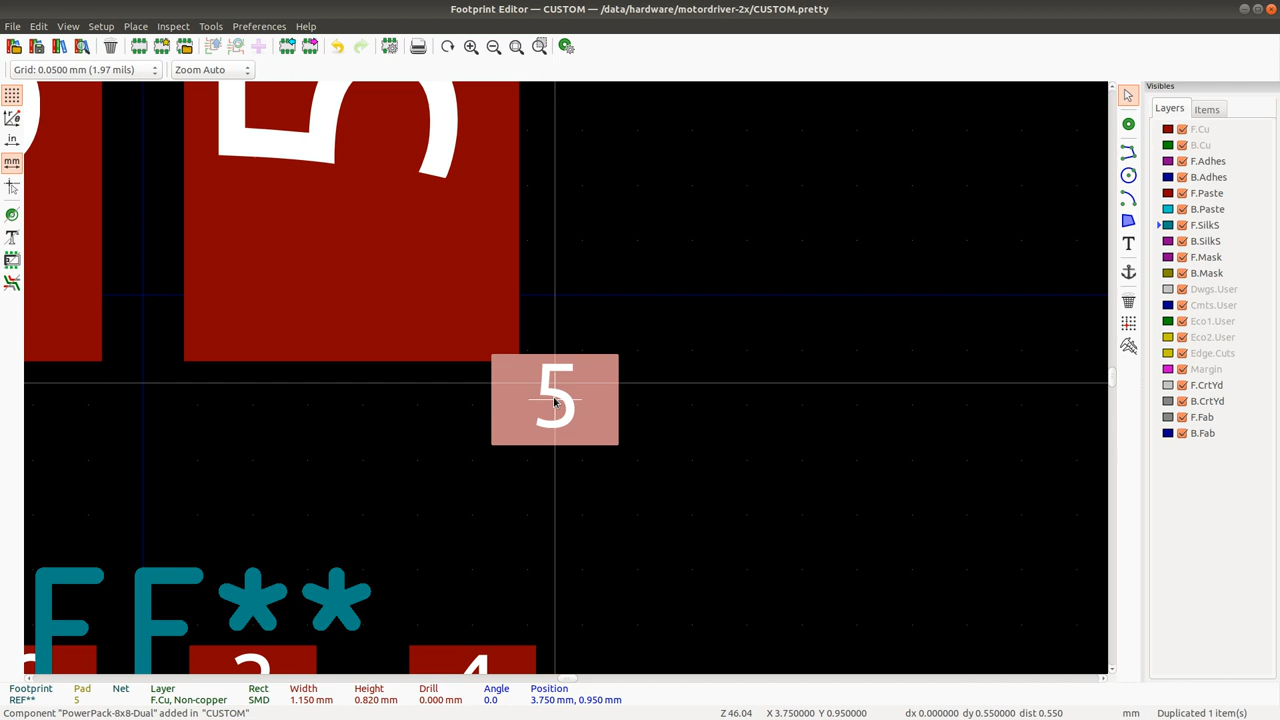 Footprint Editor — CUSTOM — /data/hardware/motordriver-2x/CUSTOM.pretty
File Edit View Setup Place Inspect Tools Preferences Help
Grid: 0.0500 mm (1.97 mils) Zoom Auto
in
mm
Visibles
Layers Items
F.Cu
B.Cu
F.Adhes
B.Adhes
F.Paste
B.Paste
F.SilkS
B.SilkS
F.Mask
B.Mask
Dwgs.User
Cmts.User
Eco1.User
Eco2.User
Edge.Cuts
Margin
F.CrtYd
B.CrtYd
F.Fab
B.Fab
5
5
FF**
4
Footprint Pad Net Layer Rect Width Height Drill Angle Position
REF** 5 F.Cu, Non-copper SMD 1.150 mm 0.820 mm 0.000 mm 0.0 3.750 mm, 0.950 mm
Component "PowerPack-8x8-Dual" added in "CUSTOM" Z 46.04 X 3.750000 Y 0.950000 dx 0.000000 dy 0.550000 dist 0.550 mm Duplicated 1 item(s)